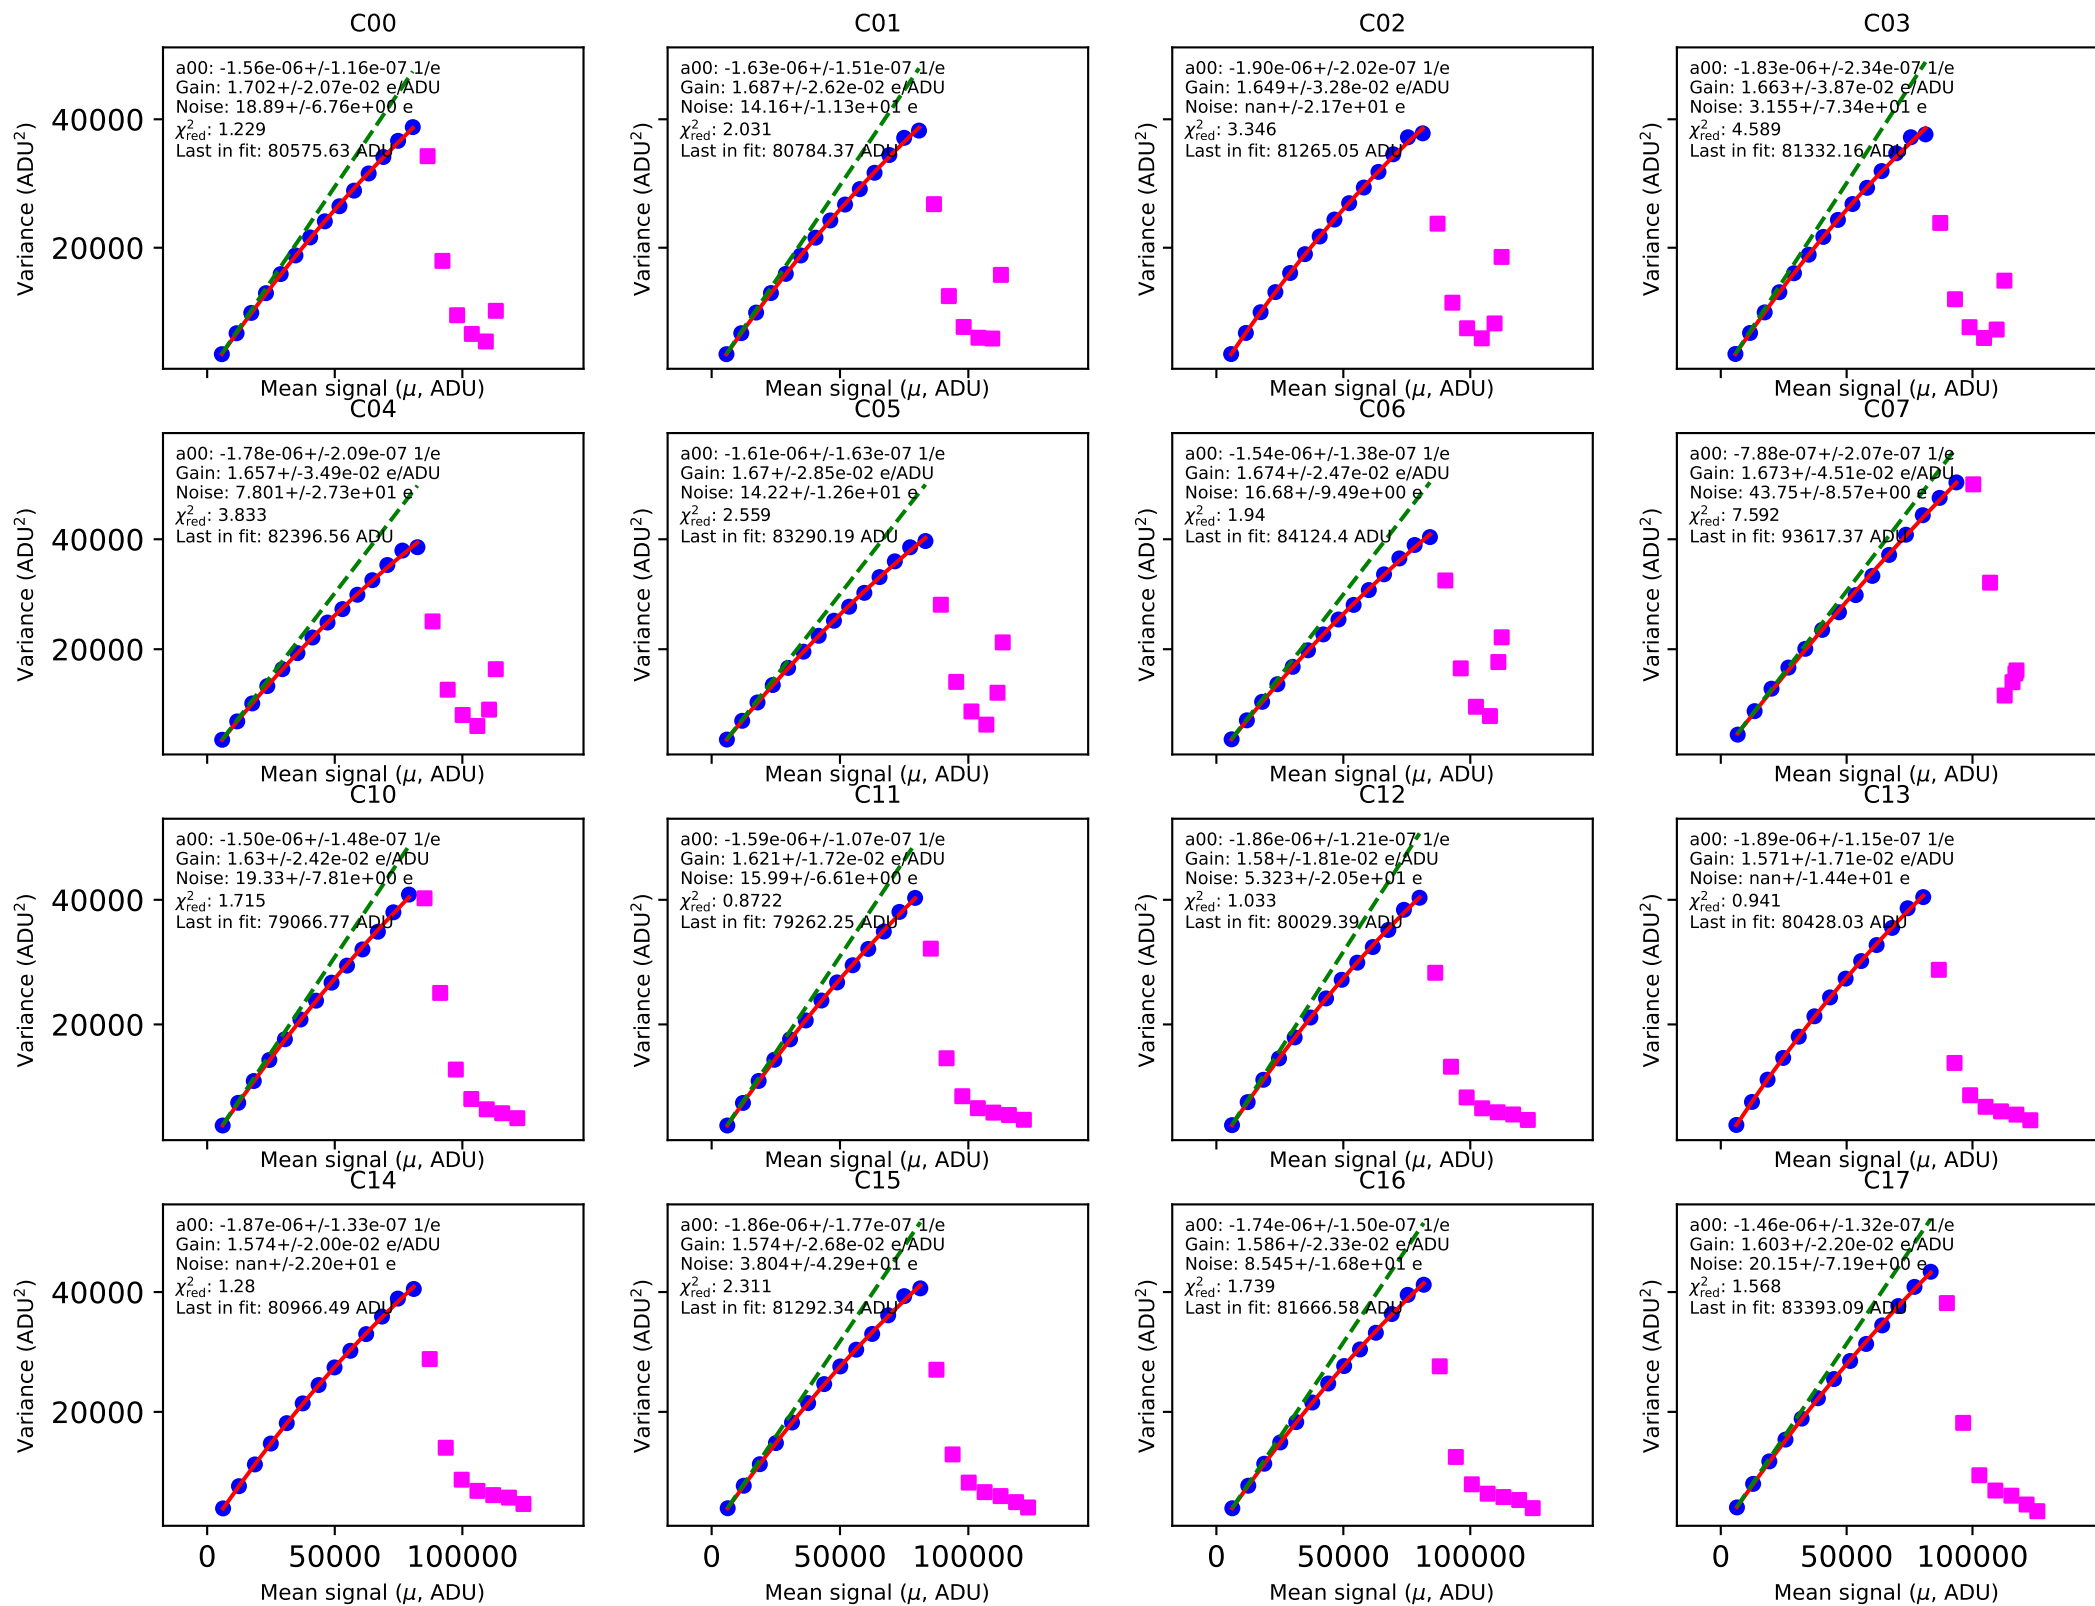 C00
a00: -1.56e-06+/-1.16e-07 1/e
Gain: 1.702+/-2.07e-02 e/ADU
Noise: 18.89+/-6.76e+00 e
χ²red: 1.229
Last in fit: 80575.63 ADU
Variance (ADU²)
40000
20000
Mean signal (μ, ADU)
C01
a00: -1.63e-06+/-1.51e-07 1/e
Gain: 1.687+/-2.62e-02 e/ADU
Noise: 14.16+/-1.13e+01 e
χ²red: 2.031
Last in fit: 80784.37 ADU
Variance (ADU²)
Mean signal (μ, ADU)
C02
a00: -1.90e-06+/-2.02e-07 1/e
Gain: 1.649+/-3.28e-02 e/ADU
Noise: nan+/-2.17e+01 e
χ²red: 3.346
Last in fit: 81265.05 ADU
Variance (ADU²)
Mean signal (μ, ADU)
C03
a00: -1.83e-06+/-2.34e-07 1/e
Gain: 1.663+/-3.87e-02 e/ADU
Noise: 3.155+/-7.34e+01 e
χ²red: 4.589
Last in fit: 81332.16 ADU
Variance (ADU²)
Mean signal (μ, ADU)
C04
a00: -1.78e-06+/-2.09e-07 1/e
Gain: 1.657+/-3.49e-02 e/ADU
Noise: 7.801+/-2.73e+01 e
χ²red: 3.833
Last in fit: 82396.56 ADU
Variance (ADU²)
40000
20000
Mean signal (μ, ADU)
C05
a00: -1.61e-06+/-1.63e-07 1/e
Gain: 1.67+/-2.85e-02 e/ADU
Noise: 14.22+/-1.26e+01 e
χ²red: 2.559
Last in fit: 83290.19 ADU
Variance (ADU²)
Mean signal (μ, ADU)
C06
a00: -1.54e-06+/-1.38e-07 1/e
Gain: 1.674+/-2.47e-02 e/ADU
Noise: 16.68+/-9.49e+00 e
χ²red: 1.94
Last in fit: 84124.4 ADU
Variance (ADU²)
Mean signal (μ, ADU)
C07
a00: -7.88e-07+/-2.07e-07 1/e
Gain: 1.673+/-4.51e-02 e/ADU
Noise: 43.75+/-8.57e+00 e
χ²red: 7.592
Last in fit: 93617.37 ADU
Variance (ADU²)
Mean signal (μ, ADU)
C10
a00: -1.50e-06+/-1.48e-07 1/e
Gain: 1.63+/-2.42e-02 e/ADU
Noise: 19.33+/-7.81e+00 e
χ²red: 1.715
Last in fit: 79066.77 ADU
Variance (ADU²)
40000
20000
Mean signal (μ, ADU)
C11
a00: -1.59e-06+/-1.07e-07 1/e
Gain: 1.621+/-1.72e-02 e/ADU
Noise: 15.99+/-6.61e+00 e
χ²red: 0.8722
Last in fit: 79262.25 ADU
Variance (ADU²)
Mean signal (μ, ADU)
C12
a00: -1.86e-06+/-1.21e-07 1/e
Gain: 1.58+/-1.81e-02 e/ADU
Noise: 5.323+/-2.05e+01 e
χ²red: 1.033
Last in fit: 80029.39 ADU
Variance (ADU²)
Mean signal (μ, ADU)
C13
a00: -1.89e-06+/-1.15e-07 1/e
Gain: 1.571+/-1.71e-02 e/ADU
Noise: nan+/-1.44e+01 e
χ²red: 0.941
Last in fit: 80428.03 ADU
Variance (ADU²)
Mean signal (μ, ADU)
C14
a00: -1.87e-06+/-1.33e-07 1/e
Gain: 1.574+/-2.00e-02 e/ADU
Noise: nan+/-2.20e+01 e
χ²red: 1.28
Last in fit: 80966.49 ADU
Variance (ADU²)
40000
20000
0 50000 100000
Mean signal (μ, ADU)
C15
a00: -1.86e-06+/-1.77e-07 1/e
Gain: 1.574+/-2.68e-02 e/ADU
Noise: 3.804+/-4.29e+01 e
χ²red: 2.311
Last in fit: 81292.34 ADU
Variance (ADU²)
0 50000 100000
Mean signal (μ, ADU)
C16
a00: -1.74e-06+/-1.50e-07 1/e
Gain: 1.586+/-2.33e-02 e/ADU
Noise: 8.545+/-1.68e+01 e
χ²red: 1.739
Last in fit: 81666.58 ADU
Variance (ADU²)
0 50000 100000
Mean signal (μ, ADU)
C17
a00: -1.46e-06+/-1.32e-07 1/e
Gain: 1.603+/-2.20e-02 e/ADU
Noise: 20.15+/-7.19e+00 e
χ²red: 1.568
Last in fit: 83393.09 ADU
Variance (ADU²)
0 50000 100000
Mean signal (μ, ADU)